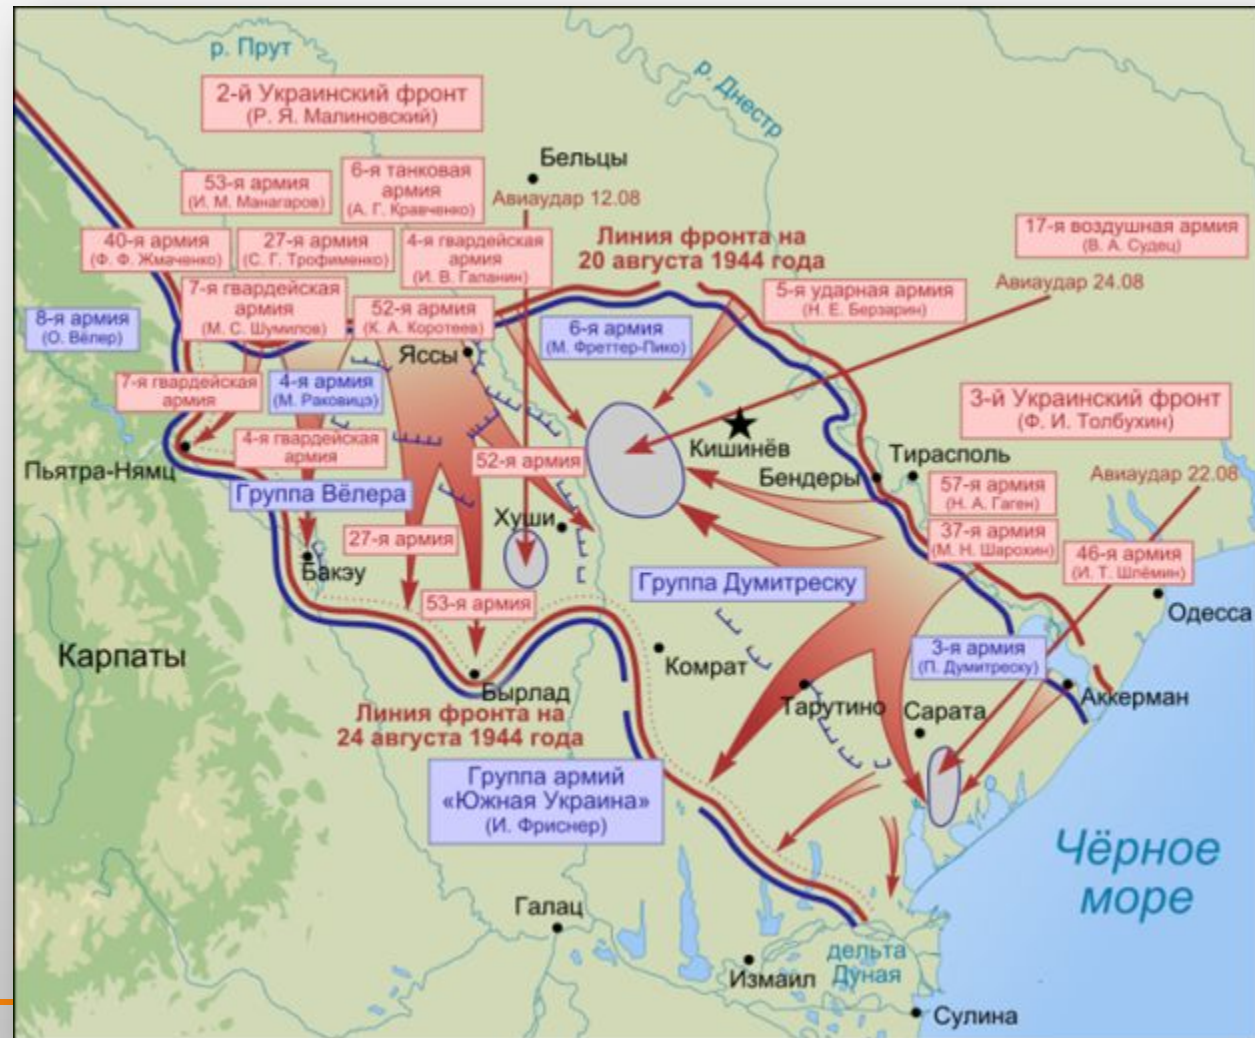 р. Прут
р. Днестр
2-й Украинский фронт
(Р. Я. Малиновский)
Бельцы
53-я армия
(И. М. Манагаров)
6-я танковая
армия
(А. Г. Кравченко)
Авиаудар 12.08
40-я армия
(Ф. Ф. Жмаченко)
27-я армия
(С. Г. Трофименко)
4-я гвардейская
армия
(И. В. Галанин)
Линия фронта на
20 августа 1944 года
17-я воздушная армия
(В. А. Судец)
Авиаудар 24.08
7-я гвардейская
армия
(М. С. Шумилов)
52-я армия
(К. А. Коротеев)
5-я ударная армия
(Н. Е. Берзарин)
8-я армия
(О. Вёлер)
6-я армия
(М. Фреттер-Пико)
Яссы
7-я гвардейская
армия
4-я армия
(М. Раковицэ)
3-й Украинский фронт
(Ф. И. Толбухин)
Кишинёв
4-я гвардейская
армия
Пьятра-Нямц
52-я армия
Бендеры
Тирасполь
Авиаудар 22.08
Группа Вёлера
57-я армия
(Н. А. Гаген)
Хуши
27-я армия
37-я армия
(М. Н. Шарохин)
46-я армия
(И. Т. Шлёмин)
Бакэу
Группа Думитреску
53-я армия
Одесса
Карпаты
Комрат
3-я армия
(П. Думитреску)
Бырлад
Тарутино
Сарата
Аккерман
Линия фронта на
24 августа 1944 года
Группа армий
«Южная Украина»
(И. Фриснер)
Чёрное
море
Галац
дельта
Дуная
Измаил
Сулина